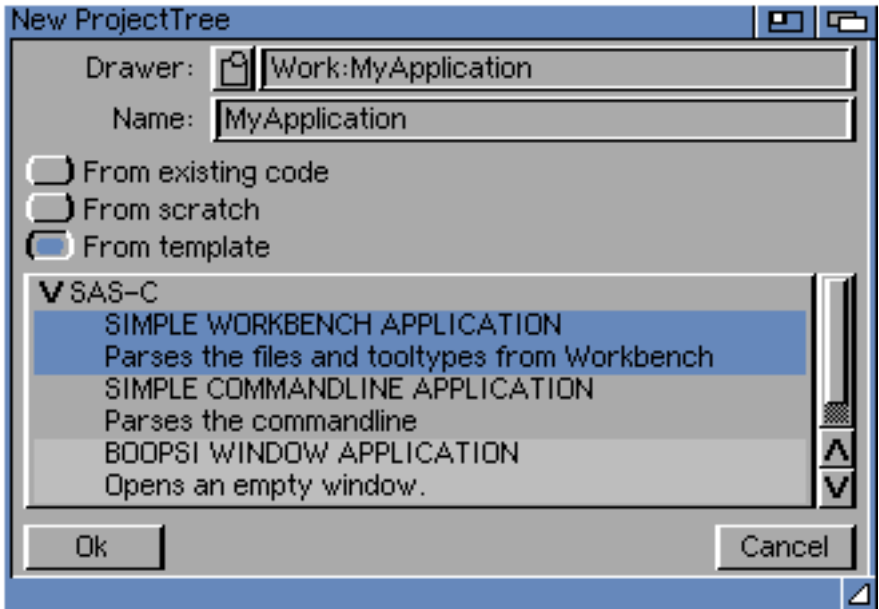 New ProjectTree
Drawer: Work:MyApplication
Name: MyApplication
From existing code
From scratch
From template
SAS-C
SIMPLE WORKBENCH APPLICATION
Parses the files and tooltypes from Workbench
SIMPLE COMMANDLINE APPLICATION
Parses the commandline
BOOPSI WINDOW APPLICATION
Opens an empty window.
Ok Cancel